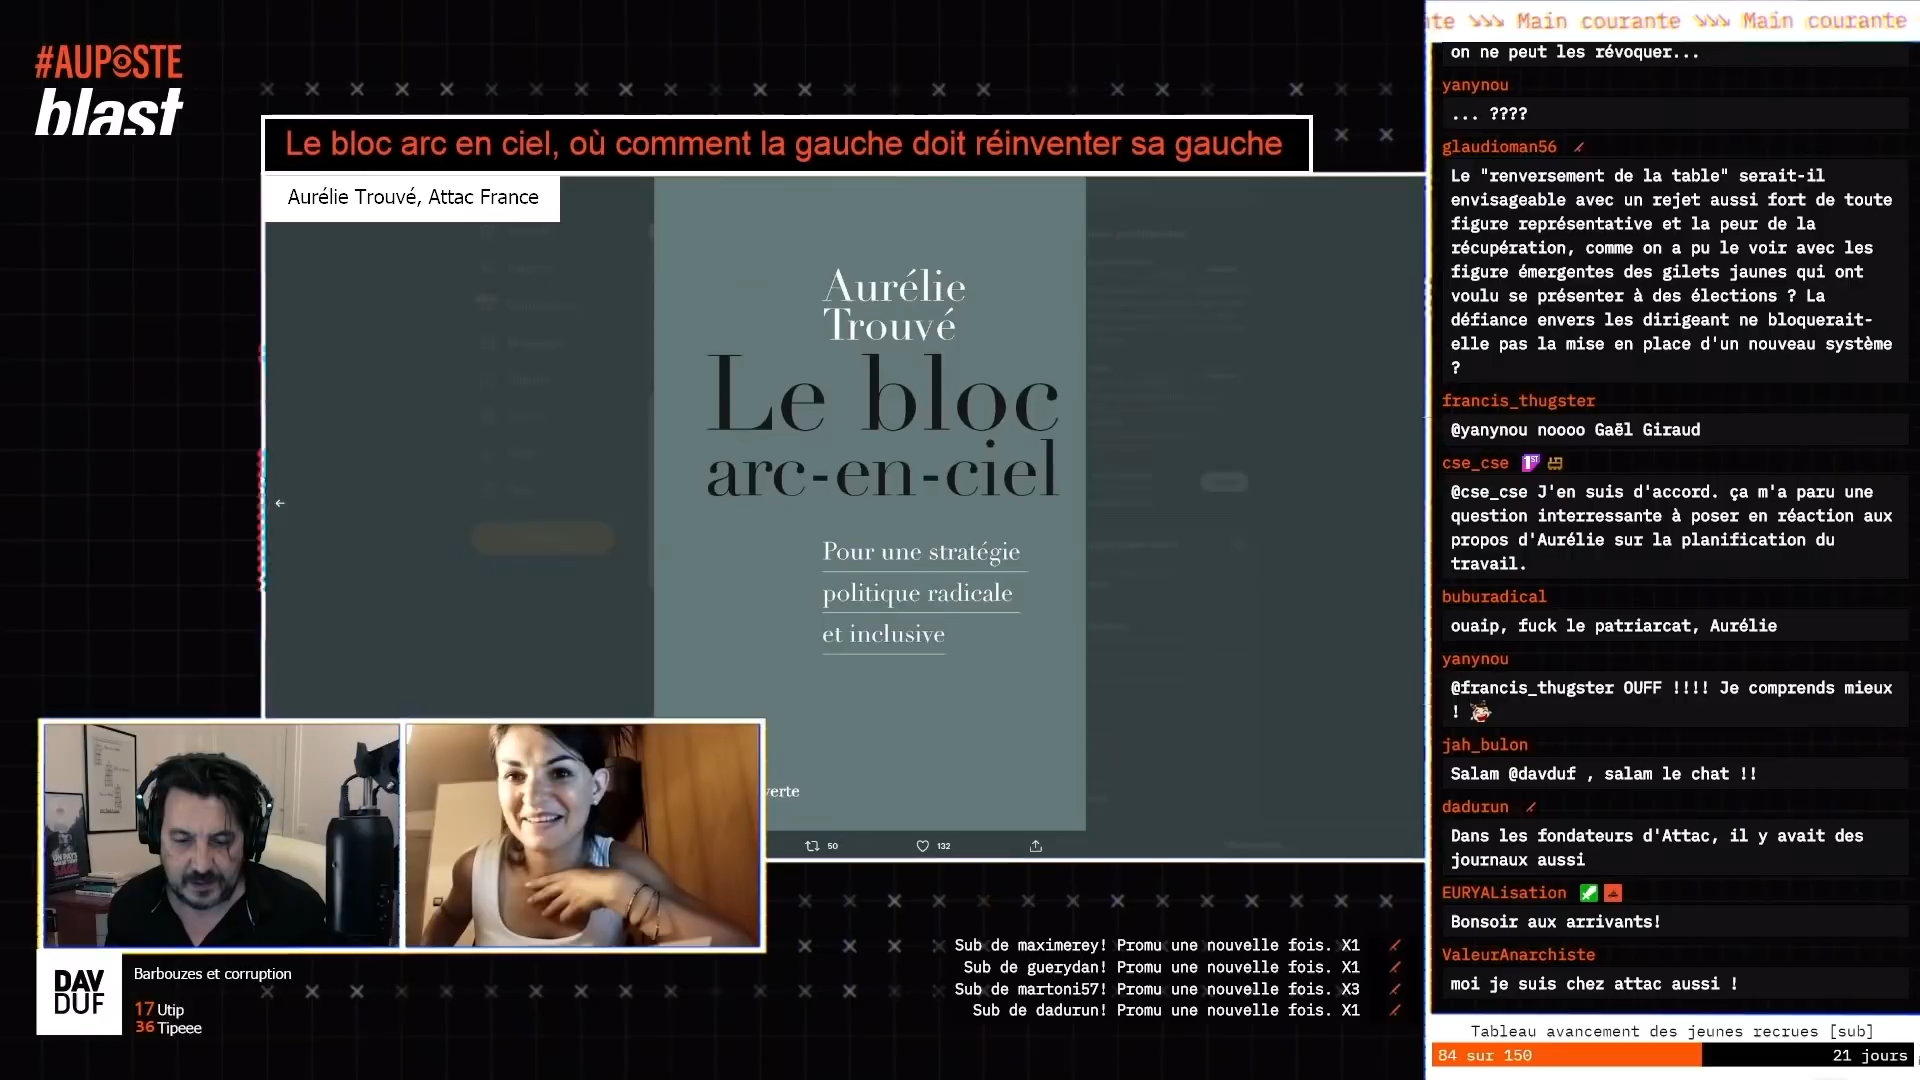 #AUPOSTE
blast
Le bloc arc en ciel, où comment la gauche doit réinventer sa gauche
Aurélie Trouvé, Attac France
Aurélie
Trouvé
Le bloc
arc-en-ciel
Pour une stratégie
politique radicale
et inclusive
verte
50
132
DAV
DUF
Barbouzes et corruption
17 Utip
36 Tipeee
Sub de maximerey! Promu une nouvelle fois. X1
Sub de guerydan! Promu une nouvelle fois. X1
Sub de martoni57! Promu une nouvelle fois. X3
Sub de dadurun! Promu une nouvelle fois. X1
nte >>> Main courante >>> Main courante
on ne peut les révoquer...
yanynou
... ????
glaudioman56
Le "renversement de la table" serait-il
envisageable avec un rejet aussi fort de toute
figure représentative et la peur de la
récupération, comme on a pu le voir avec les
figure émergentes des gilets jaunes qui ont
voulu se présenter à des élections ? La
défiance envers les dirigeant ne bloquerait-
elle pas la mise en place d'un nouveau système
?
francis_thugster
@yanynou noooo Gaël Giraud
cse_cse
@cse_cse J'en suis d'accord. ça m'a paru une
question interressante à poser en réaction aux
propos d'Aurélie sur la planification du
travail.
buburadical
ouaip, fuck le patriarcat, Aurélie
yanynou
@francis_thugster OUFF !!!! Je comprends mieux
!
jah_bulon
Salam @davduf , salam le chat !!
dadurun
Dans les fondateurs d'Attac, il y avait des
journaux aussi
EURYALisation
Bonsoir aux arrivants!
ValeurAnarchiste
moi je suis chez attac aussi !
Tableau avancement des jeunes recrues [sub]
84 sur 150 21 jours